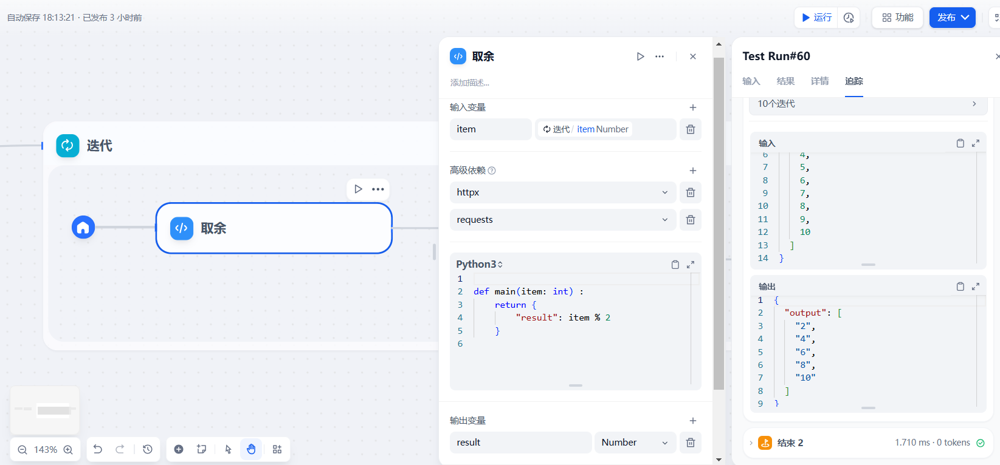 自动保存 18:13:21 · 已发布 3 小时前
运行
功能
发布
迭代
取余
取余
添加描述...
输入变量
item
迭代 / item Number
高级依赖
httpx
requests
Python3
1
2 def main(item: int) :
3 return {
4 "result": item % 2
5 }
6
输出变量
result
Number
Test Run#60
输入
结果
详情
追踪
10个迭代
输入
6 4,
7 5,
8 6,
9 7,
10 8,
11 9,
12 10
13 ]
14 }
输出
1 {
2 "output": [
3 "2",
4 "4",
5 "6",
6 "8",
7 "10"
8 ]
9 }
结束 2
1.710 ms · 0 tokens
143%